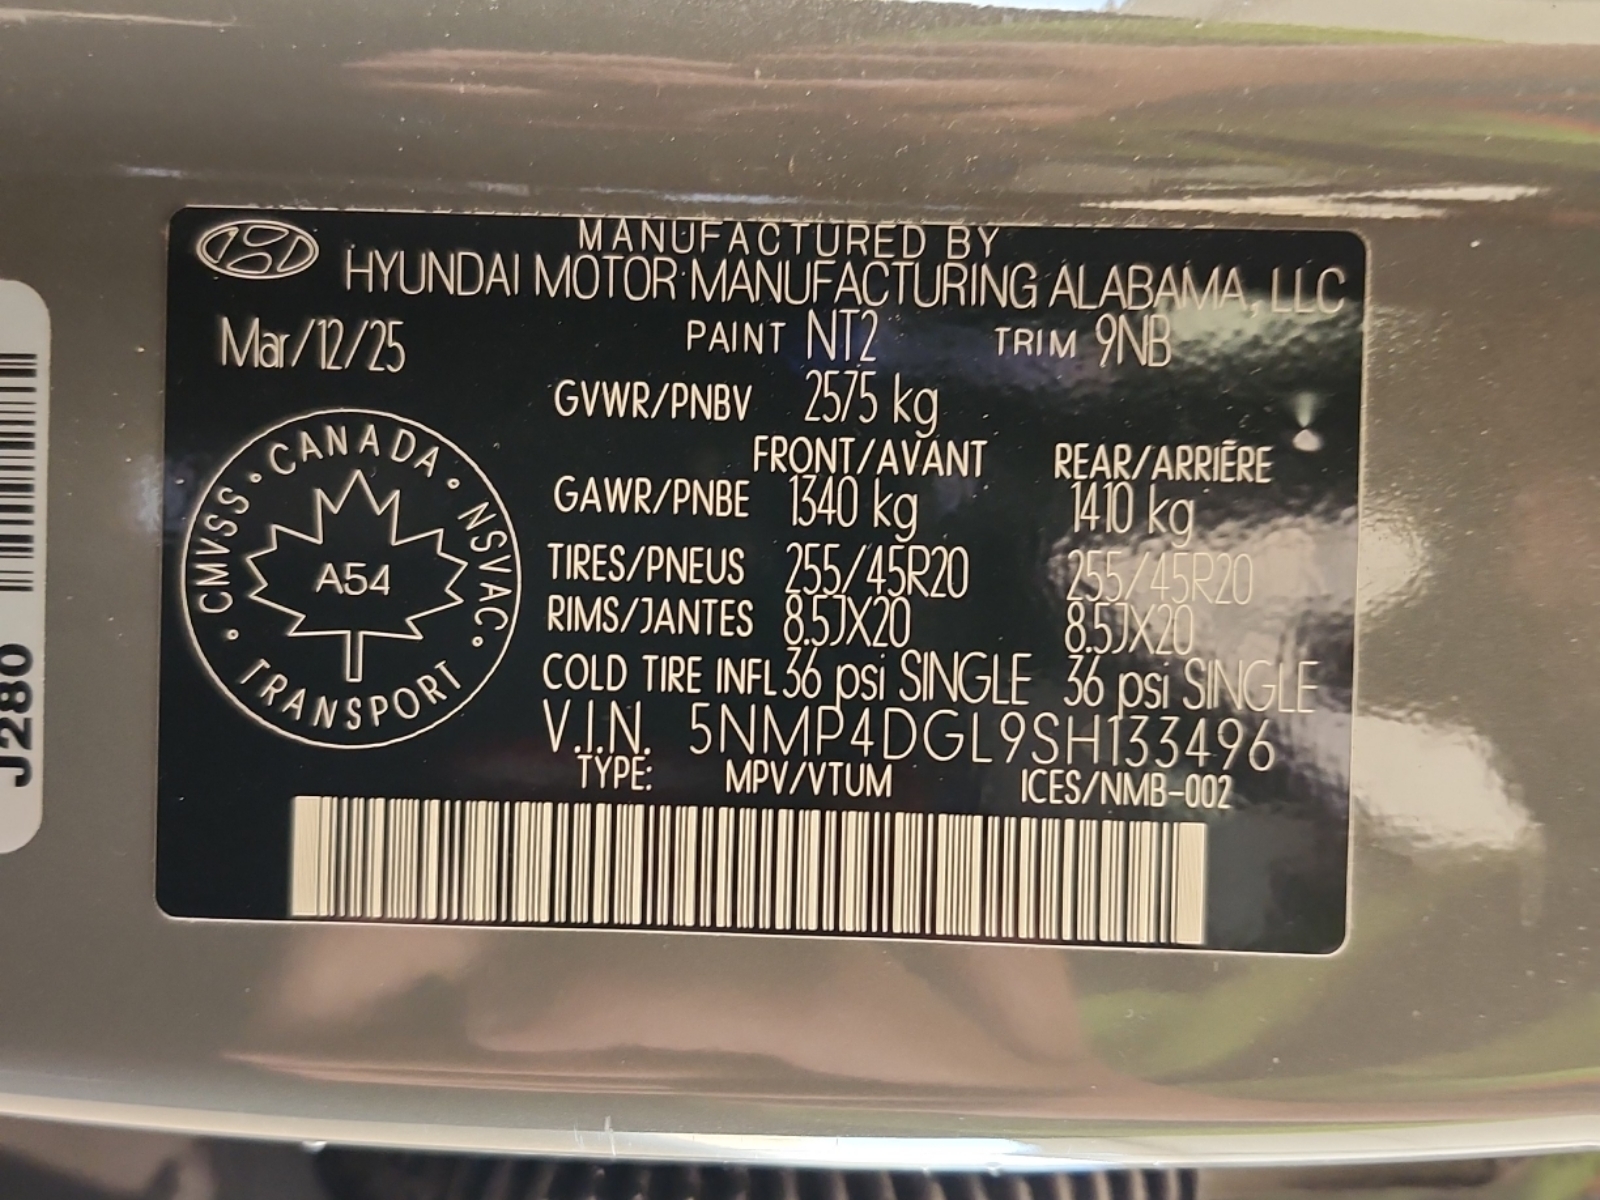 MANUFACTURED BY
HYUNDAI MOTOR MANUFACTURING ALABAMA, LLC
Mar/12/25 PAINT NT2 TRIM 9NB
GVWR/PNBV 2575 kg
FRONT/AVANT REAR/ARRIĒRE
GAWR/PNBE 1340 kg 1410 kg
TIRES/PNEUS 255/45R20 255/45R20
RIMS/JANTES 8.5JX20 8.5JX20
COLD TIRE INFL 36 psi SINGLE 36 psi SINGLE
V.I.N. 5NMP4DGL9SH133496
TYPE: MPV/VTUM ICES/NMB-002
CMVSS • CANADA • NSVAC •
A54
• TRANSPORT
J280